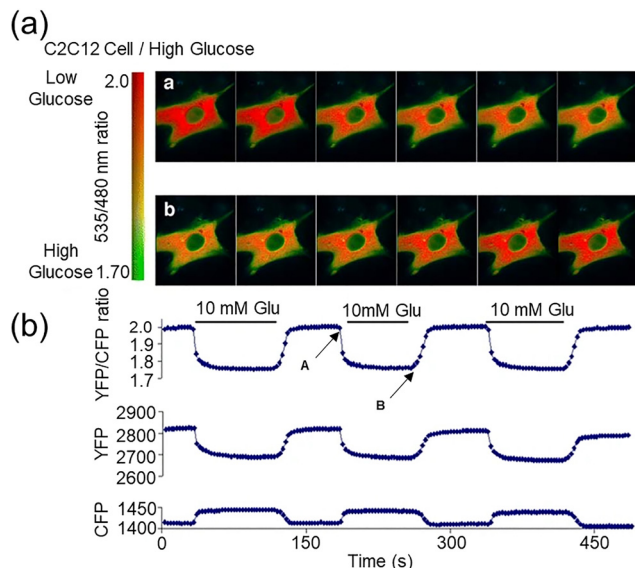 (a)
C2C12 Cell / High Glucose
Low
Glucose
2.0
a
535/480 nm ratio
b
High
Glucose
1.70
(b)
10 mM Glu
10mM Glu
10 mM Glu
YFP/CFP ratio
2.0
1.9
1.8
1.7
A
B
YFP
2900
2800
2700
2600
CFP
1450
1400
0
150
300
450
Time (s)